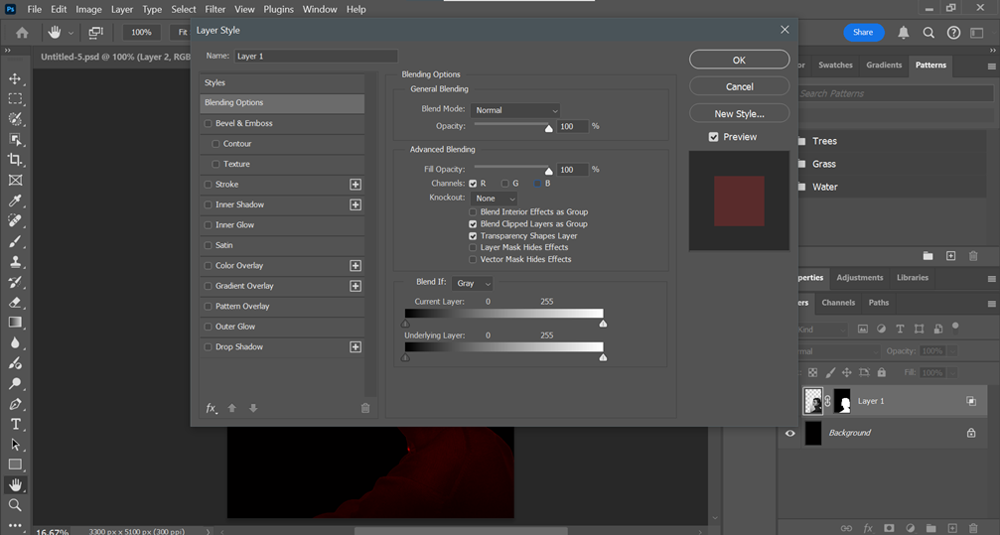 Ps File Edit Image Layer Type Select Filter View Plugins Window Help
100% Fit Share
Untitled-5.psd @ 100% (Layer 2, RGB
Layer Style
Name: Layer 1
Styles
Blending Options
Bevel & Emboss
Contour
Texture
Stroke
Inner Shadow
Inner Glow
Satin
Color Overlay
Gradient Overlay
Pattern Overlay
Outer Glow
Drop Shadow
fx
Blending Options
General Blending
Blend Mode: Normal
Opacity: 100 %
Advanced Blending
Fill Opacity: 100 %
Channels: R G B
Knockout: None
Blend Interior Effects as Group
Blend Clipped Layers as Group
Transparency Shapes Layer
Layer Mask Hides Effects
Vector Mask Hides Effects
Blend If: Gray
Current Layer: 0 255
Underlying Layer: 0 255
OK
Cancel
New Style...
Preview
or Swatches Gradients Patterns
Search Patterns
Trees
Grass
Water
perties Adjustments Libraries
ers Channels Paths
Kind
mal Opacity: 100%
Fill: 100%
Layer 1
Background
fx
16.67% 3300 px x 5100 px (300 ppi)